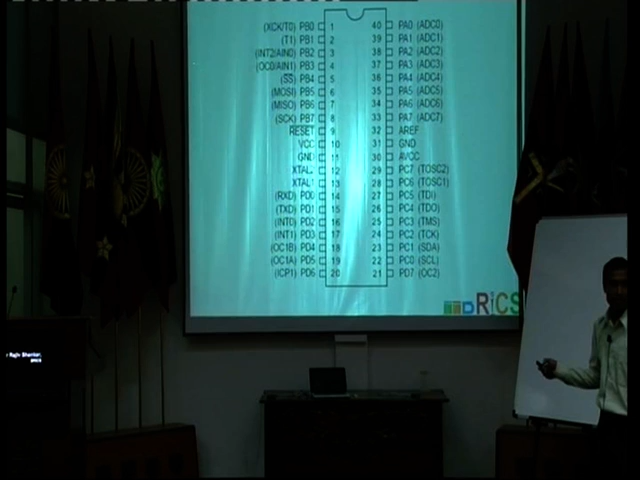 (XCK/T0) PB0 1 40 PA0 (ADC0)
(T1) PB1 2 39 PA1 (ADC1)
(INT2/AIN0) PB2 3 38 PA2 (ADC2)
(OC0/AIN1) PB3 4 37 PA3 (ADC3)
(SS) PB4 5 36 PA4 (ADC4)
(MOSI) PB5 6 35 PA5 (ADC5)
(MISO) PB6 7 34 PA6 (ADC6)
(SCK) PB7 8 33 PA7 (ADC7)
RESET 9 32 AREF
VCC 10 31 GND
GND 11 30 AVCC
XTAL2 12 29 PC7 (TOSC2)
XTAL1 13 28 PC6 (TOSC1)
(RXD) PD0 14 27 PC5 (TDI)
(TXD) PD1 15 26 PC4 (TDO)
(INT0) PD2 16 25 PC3 (TMS)
(INT1) PD3 17 24 PC2 (TCK)
(OC1B) PD4 18 23 PC1 (SDA)
(OC1A) PD5 19 22 PC0 (SCL)
(ICP1) PD6 20 21 PD7 (OC2)
RiCS